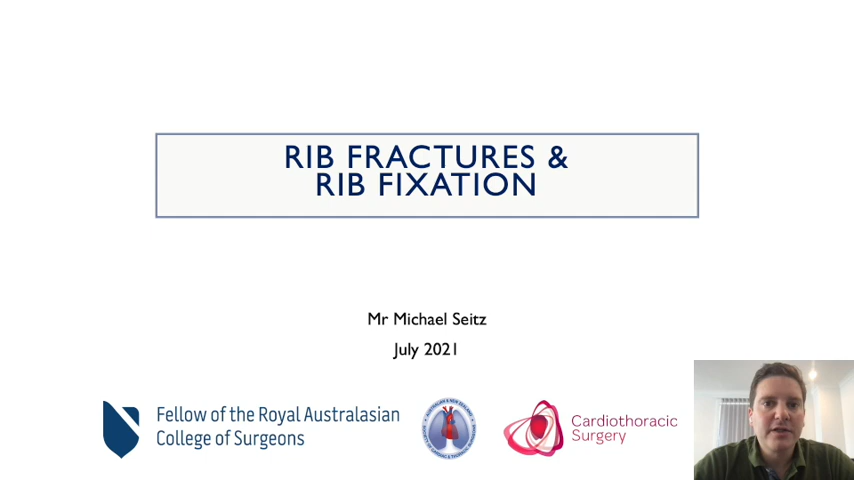 RIB FRACTURES &
RIB FIXATION
Mr Michael Seitz
July 2021
Fellow of the Royal Australasian
College of Surgeons
Cardiothoracic
Surgery